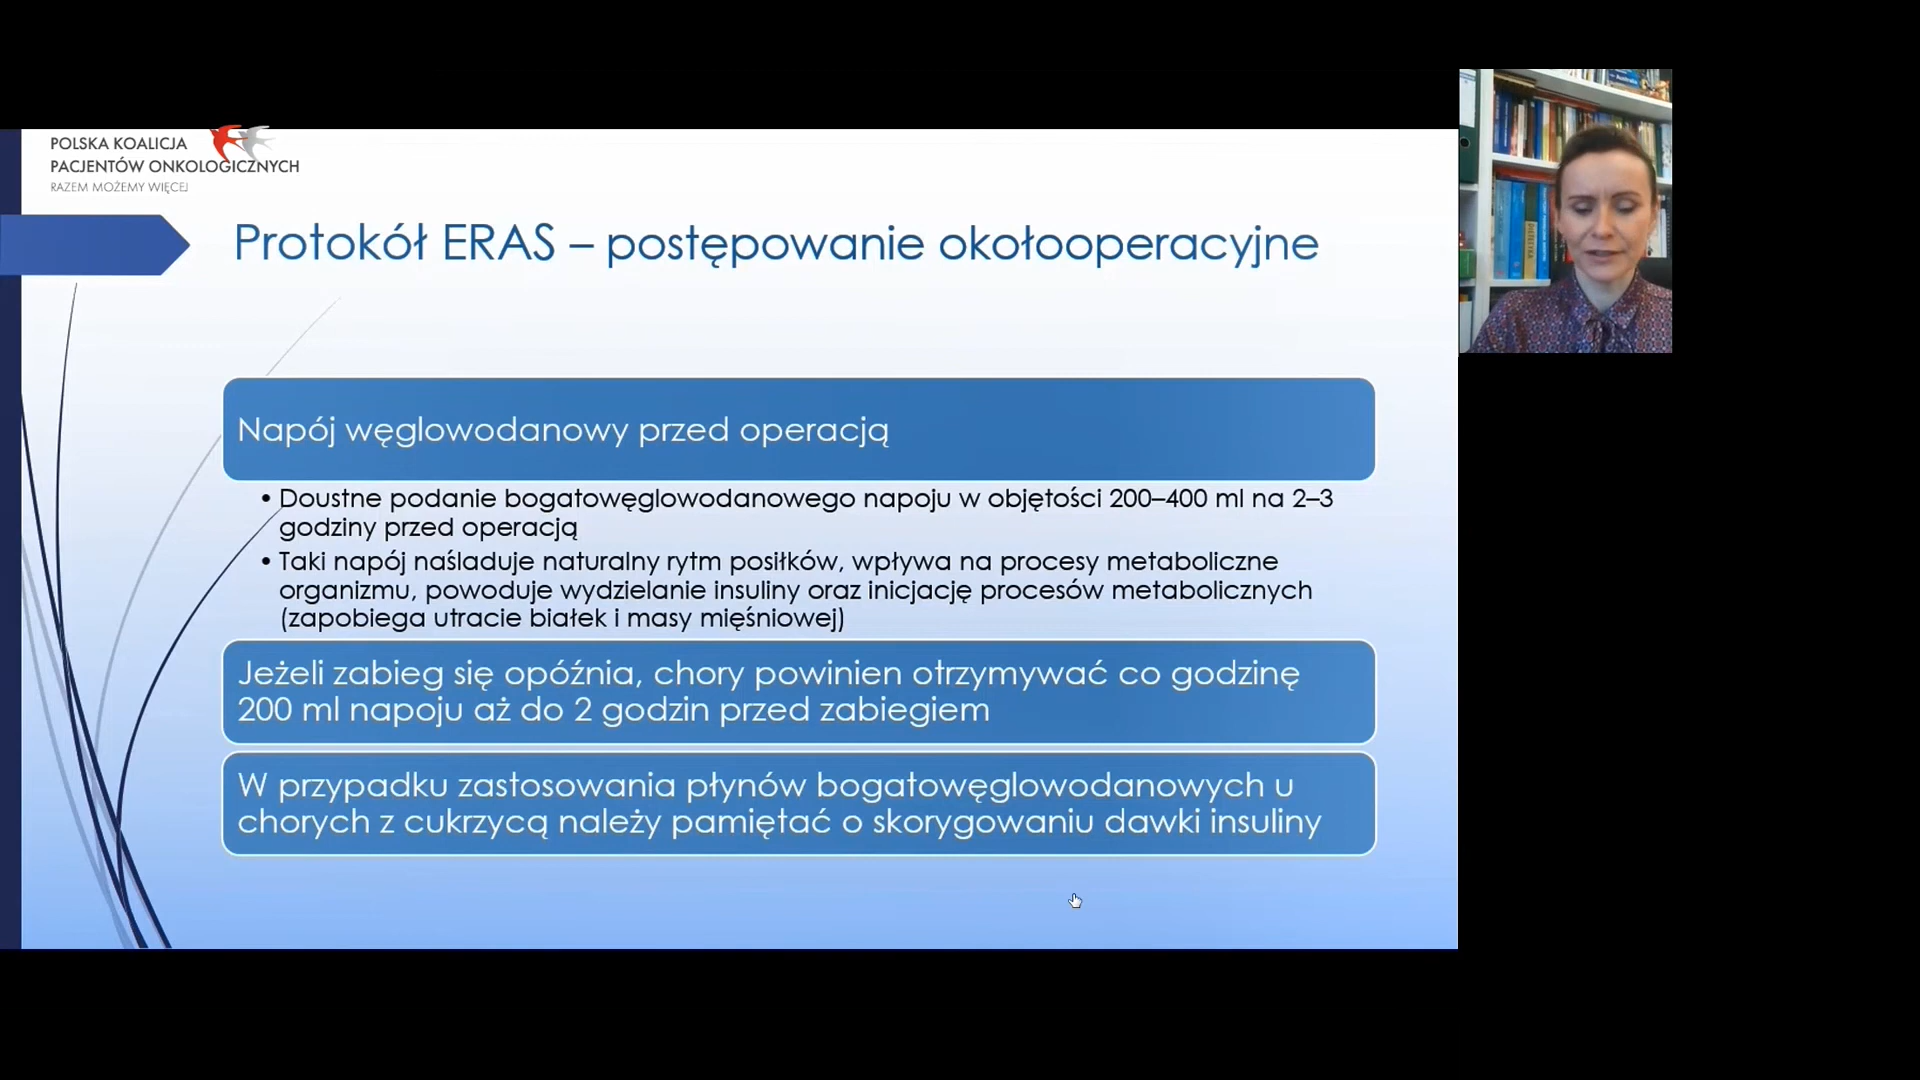 POLSKA KOALICJA
PACJENTÓW ONKOLOGICZNYCH
RAZEM MOŻEMY WIĘCEJ
Protokół ERAS – postępowanie okołooperacyjne
Napój węglowodanowy przed operacją
• Doustne podanie bogatowęglowodanowego napoju w objętości 200–400 ml na 2–3
godziny przed operacją
• Taki napój naśladuje naturalny rytm posiłków, wpływa na procesy metaboliczne
organizmu, powoduje wydzielanie insuliny oraz inicjację procesów metabolicznych
(zapobiega utracie białek i masy mięśniowej)
Jeżeli zabieg się opóźnia, chory powinien otrzymywać co godzinę
200 ml napoju aż do 2 godzin przed zabiegiem
W przypadku zastosowania płynów bogatowęglowodanowych u
chorych z cukrzycą należy pamiętać o skorygowaniu dawki insuliny
Australia